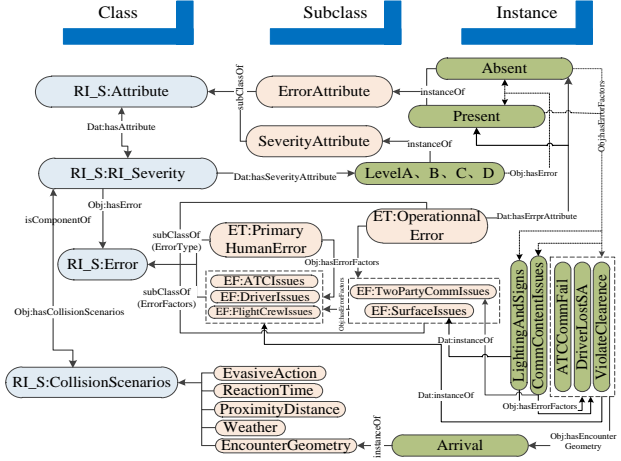 Class
Subclass
Instance
Absent
RI_S:Attribute
ErrorAttribute
instanceOf
subClassOf
Present
Obj:hasErrorFactors
Dat:hasAttribute
SeverityAttribute
instanceOf
RI_S:RI_Severity
Dat:hasSeverityAttribute
LevelA、B、C、D
Obj:hasError
Obj:hasError
isComponentOf
ET:Primary
HumanError
ET:Operationnal
Error
Dat:hasErrprAttribute
subClassOf
(ErrorType)
Obj:hasErrorFactors
RI_S:Error
EF:ATCIssues
EF:DriverIssues
EF:FlightCrewIssues
subClassOf
(ErrorFactors)
Obj:hasErrorFactors
EF:TwoPartyCommIssues
EF:SurfaceIssues
LightingAndSigns
CommContentIssues
ATCCommFail
DriverLostSA
ViolateClearence
Obj:hasCollisionScenarios
Dat:instanceOf
Dat:instanceOf
Obj:hasErrorFactors
RI_S:CollisionScenarios
EvasiveAction
ReactionTime
ProximityDistance
Weather
EncounterGeometry
instanceOf
Arrival
Obj:hasEncounter
Geometry